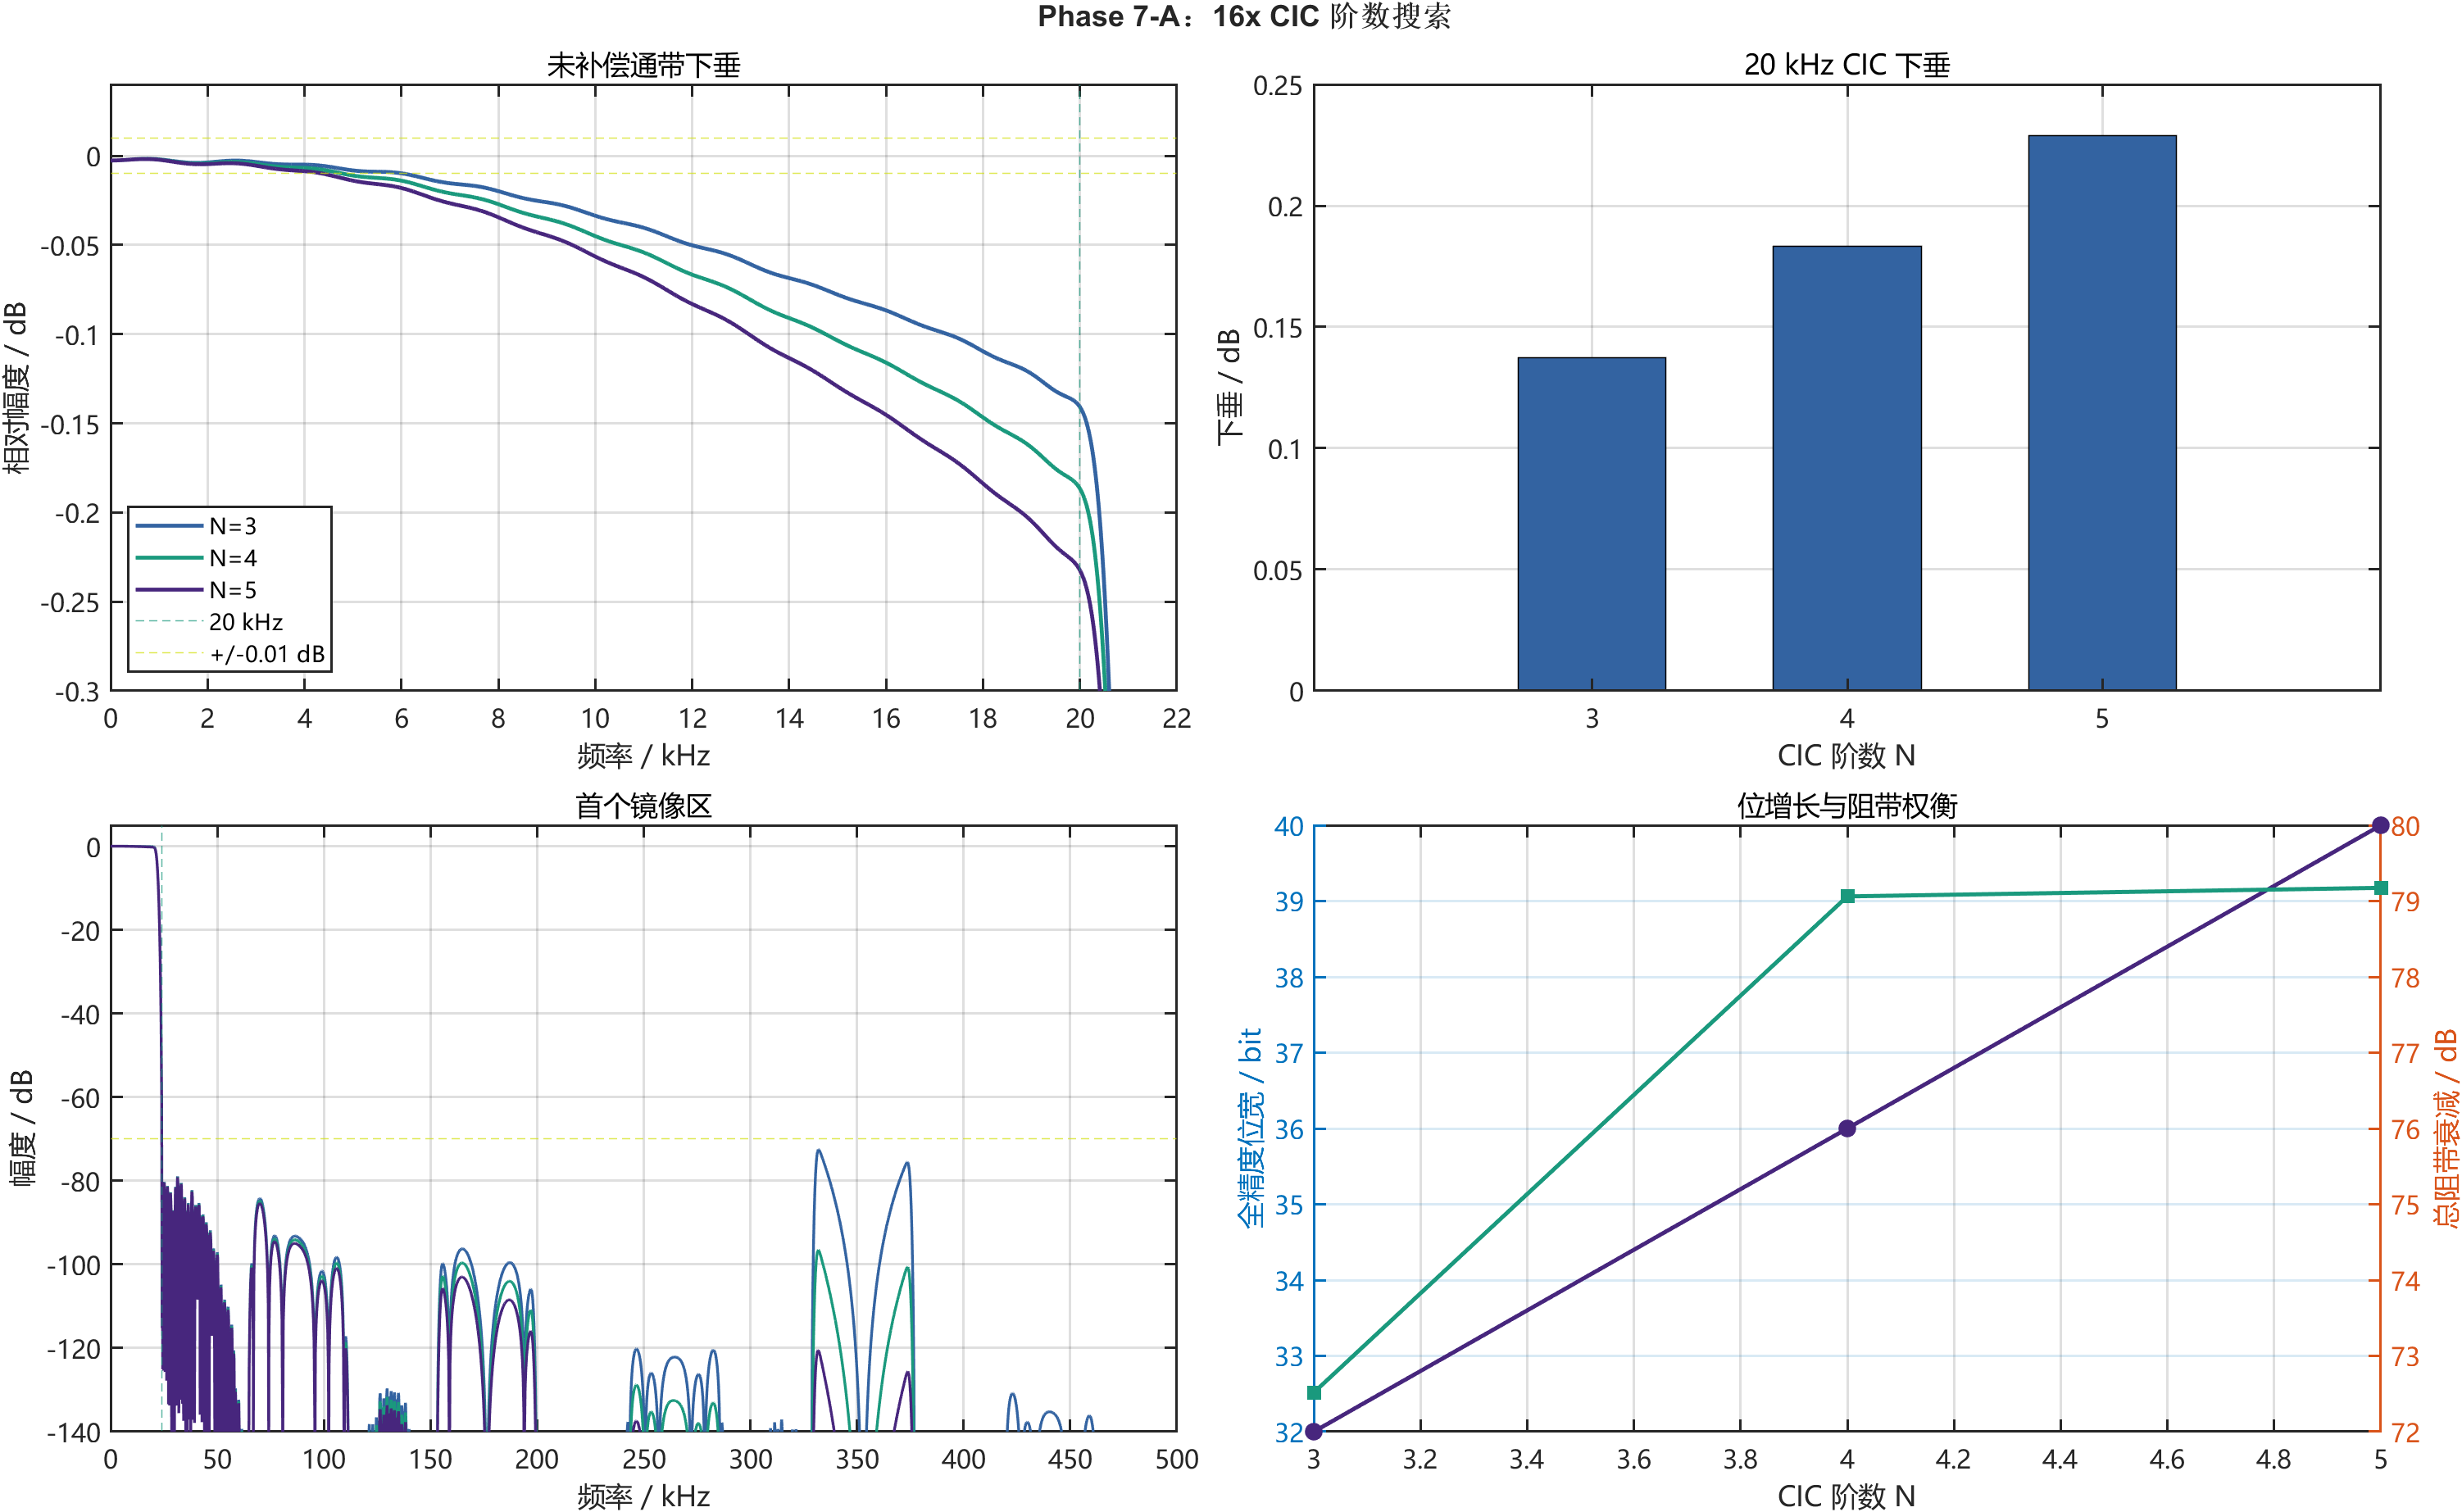 Phase 7-A：16x CIC 阶数搜索
未补偿通带下垂
相对幅度 / dB
0
-0.05
-0.1
-0.15
-0.2
-0.25
-0.3
N=3
N=4
N=5
20 kHz
+/-0.01 dB
0 2 4 6 8 10 12 14 16 18 20 22
频率 / kHz
20 kHz CIC 下垂
下垂 / dB
0.25
0.2
0.15
0.1
0.05
0
3 4 5
CIC 阶数 N
首个镜像区
幅度 / dB
0
-20
-40
-60
-80
-100
-120
-140
0 50 100 150 200 250 300 350 400 450 500
频率 / kHz
位增长与阻带权衡
全精度位宽 / bit
40
39
38
37
36
35
34
33
32
80
79
78
77
76
75
74
73
72
总阻带衰减 / dB
3 3.2 3.4 3.6 3.8 4 4.2 4.4 4.6 4.8 5
CIC 阶数 N